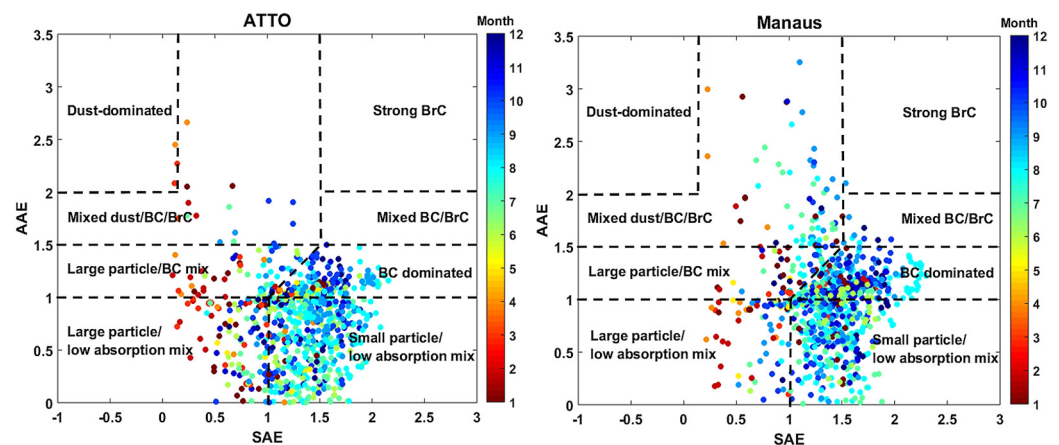 ATTO
Month
3.5
3
2.5
2
1.5
1
0.5
0
AAE
-1
-0.5
0
0.5
1
1.5
2
2.5
3
SAE
Dust-dominated
Strong BrC
Mixed dust/BC/BrC
Mixed BC/BrC
Large particle/BC mix
BC dominated
Large particle/
low absorption mix
Small particle/
low absorption mix
12
11
10
9
8
7
6
5
4
3
2
1
Manaus
Month
3.5
3
2.5
2
1.5
1
0.5
0
AAE
-1
-0.5
0
0.5
1
1.5
2
2.5
3
SAE
Dust-dominated
Strong BrC
Mixed dust/BC/BrC
Mixed BC/BrC
Large particle/BC mix
BC dominated
Large particle/
low absorption mix
Small particle/
low absorption mix
12
11
10
9
8
7
6
5
4
3
2
1